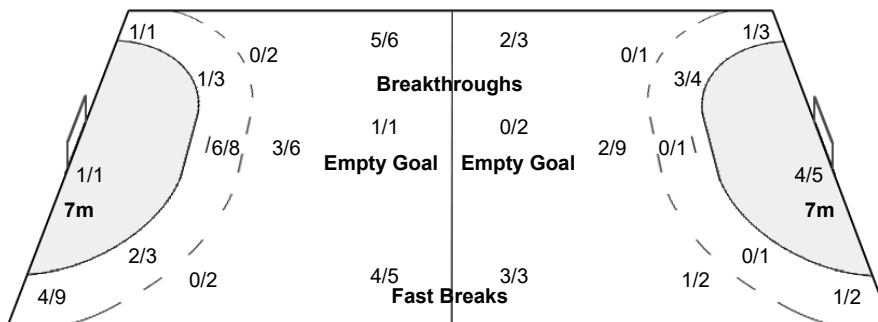 1/1 5/6 2/3 1/3
0/2 0/1
1/3 Breakthroughs 3/4
1/1 0/2
6/8 3/6 2/9 0/1
Empty Goal Empty Goal
1/1 4/5
7m 7m
2/3 0/1
0/2 4/5 3/3 1/2
4/9 Fast Breaks 1/2